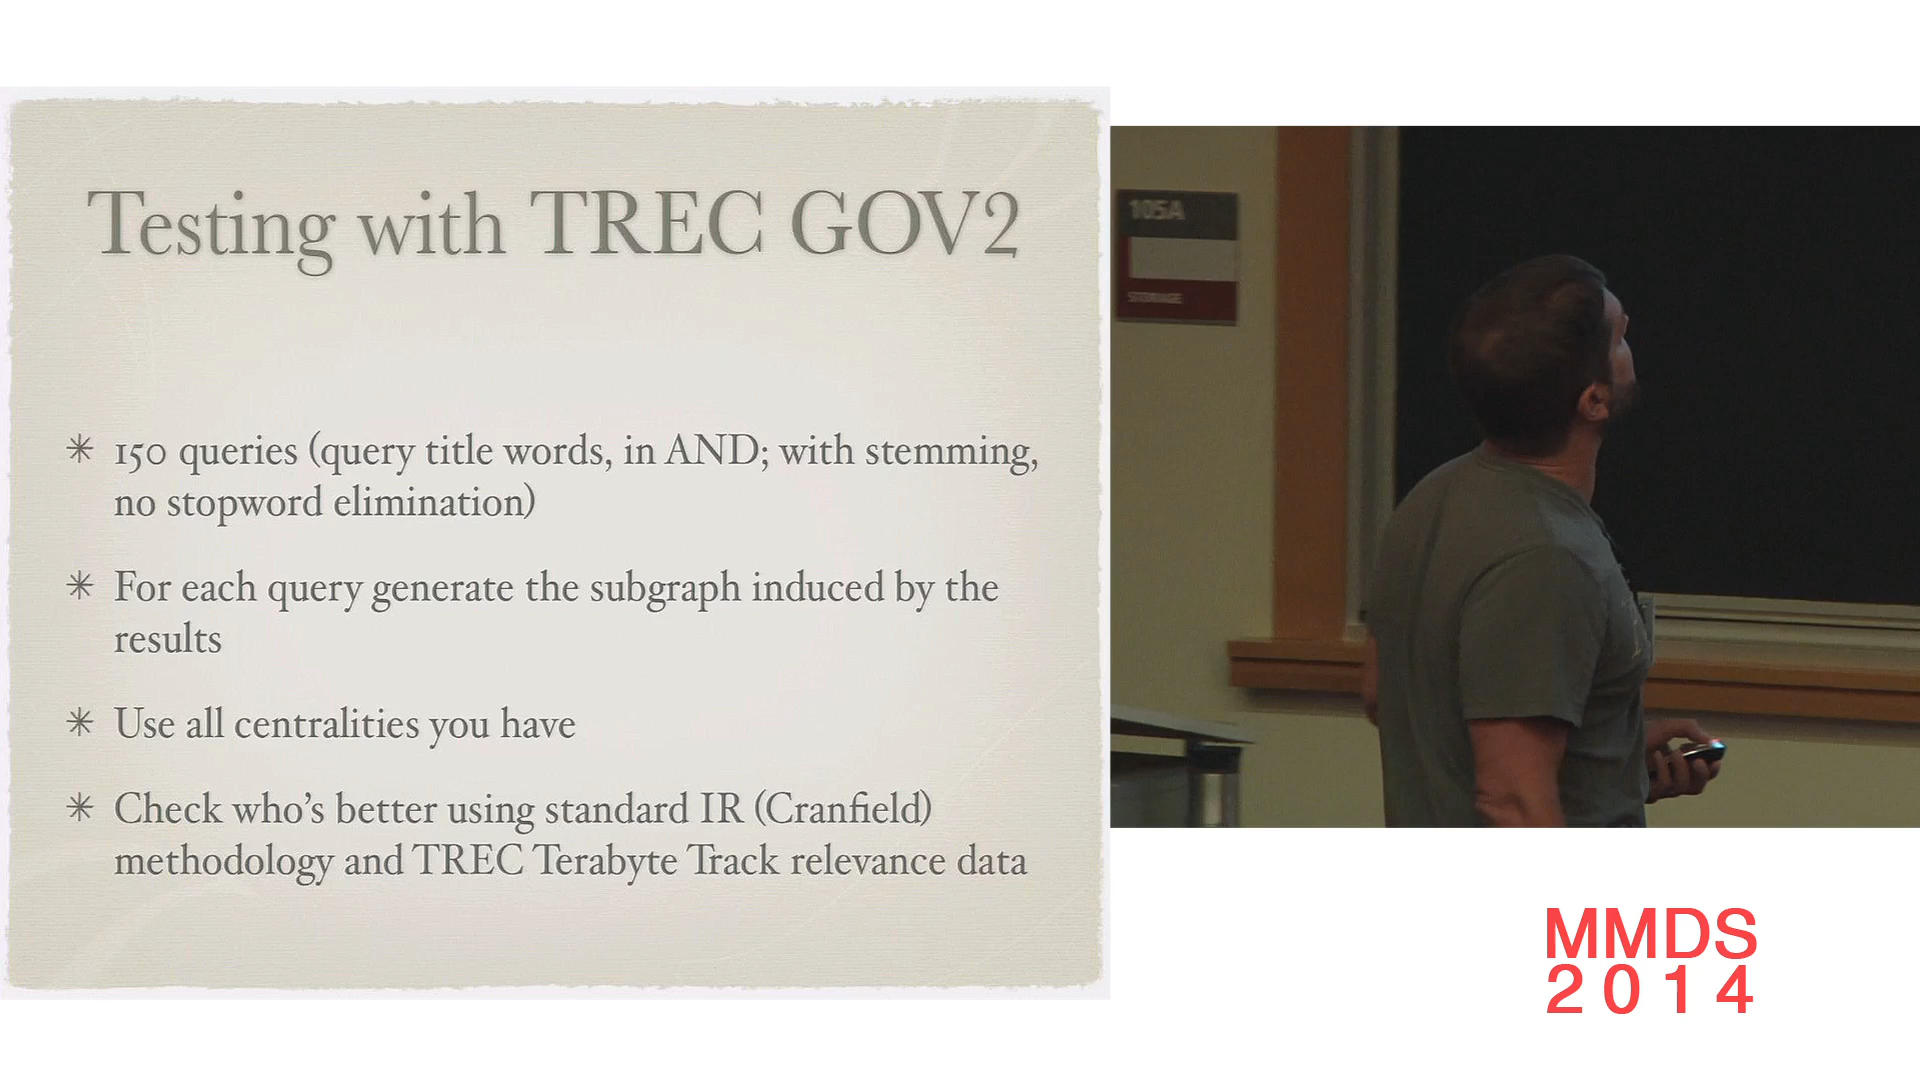 Testing with TREC GOV2
✳ 150 queries (query title words, in AND; with stemming,
no stopword elimination)
✳ For each query generate the subgraph induced by the
results
✳ Use all centralities you have
✳ Check who’s better using standard IR (Cranfield)
methodology and TREC Terabyte Track relevance data
105A
STORAGE
MMDS
2014